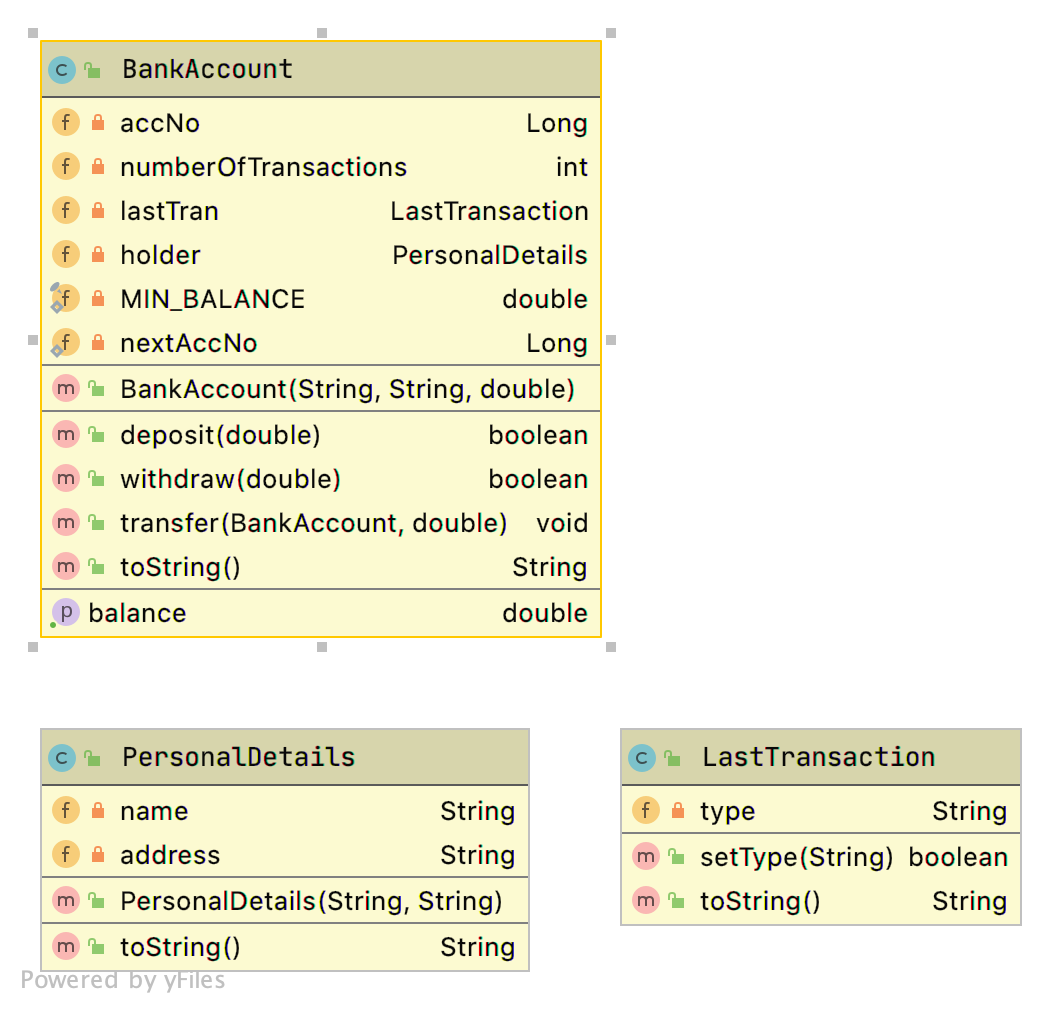 BankAccount
accNo Long
numberOfTransactions int
lastTran LastTransaction
holder PersonalDetails
MIN_BALANCE double
nextAccNo Long
BankAccount(String, String, double)
deposit(double) boolean
withdraw(double) boolean
transfer(BankAccount, double) void
toString() String
balance double
PersonalDetails
name String
address String
PersonalDetails(String, String)
toString() String
LastTransaction
type String
setType(String) boolean
toString() String
Powered by yFiles